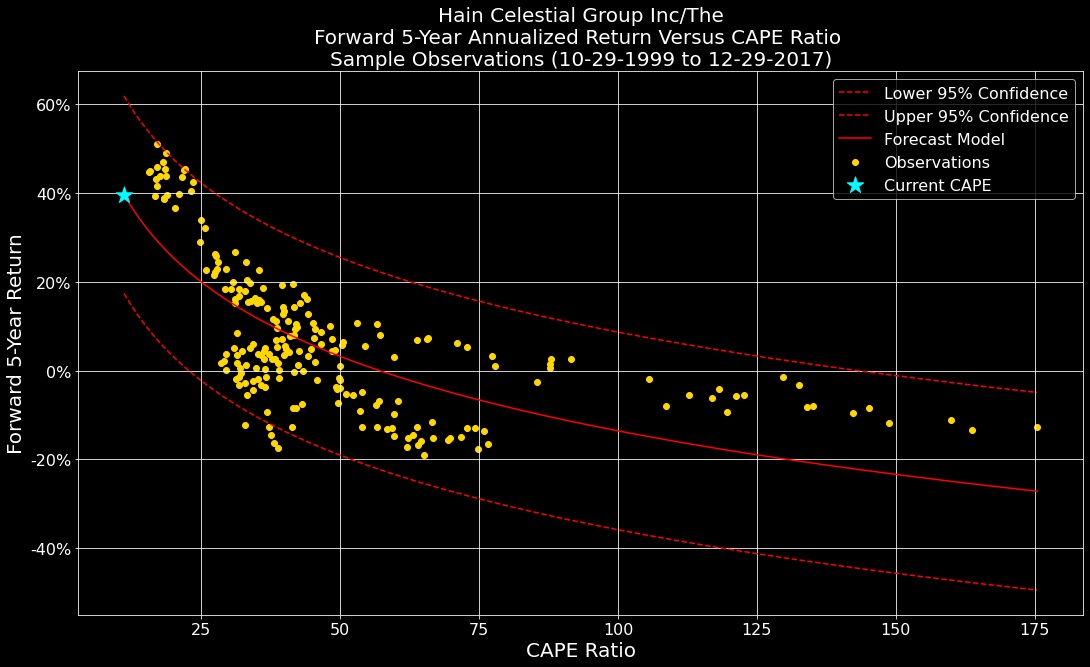 Hain Celestial Group Inc/The
Forward 5-Year Annualized Return Versus CAPE Ratio
Sample Observations (10-29-1999 to 12-29-2017)
Lower 95% Confidence
Upper 95% Confidence
Forecast Model
Observations
Current CAPE
Forward 5-Year Return
60%
40%
20%
0%
-20%
-40%
25
50
75
100
125
150
175
CAPE Ratio